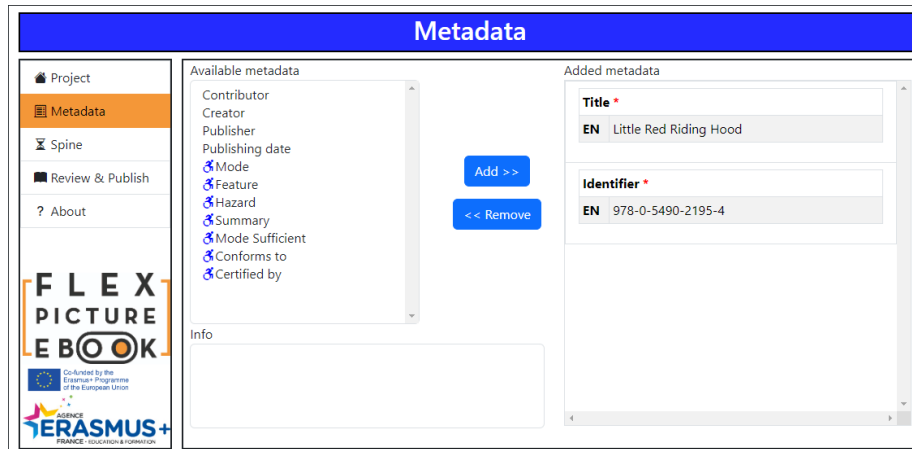 Metadata
Project
Metadata
Spine
Review & Publish
? About
FLEX
PICTURE
EBOOK
Co-funded by the
Erasmus+ Programme
of the European Union
AGENCE
ERASMUS+
FRANCE - EDUCATION & FORMATION
Available metadata
Contributor
Creator
Publisher
Publishing date
Mode
Feature
Hazard
Summary
Mode Sufficient
Conforms to
Certified by
Info
Add >>
<< Remove
Added metadata
Title *
EN Little Red Riding Hood
Identifier *
EN 978-0-5490-2195-4